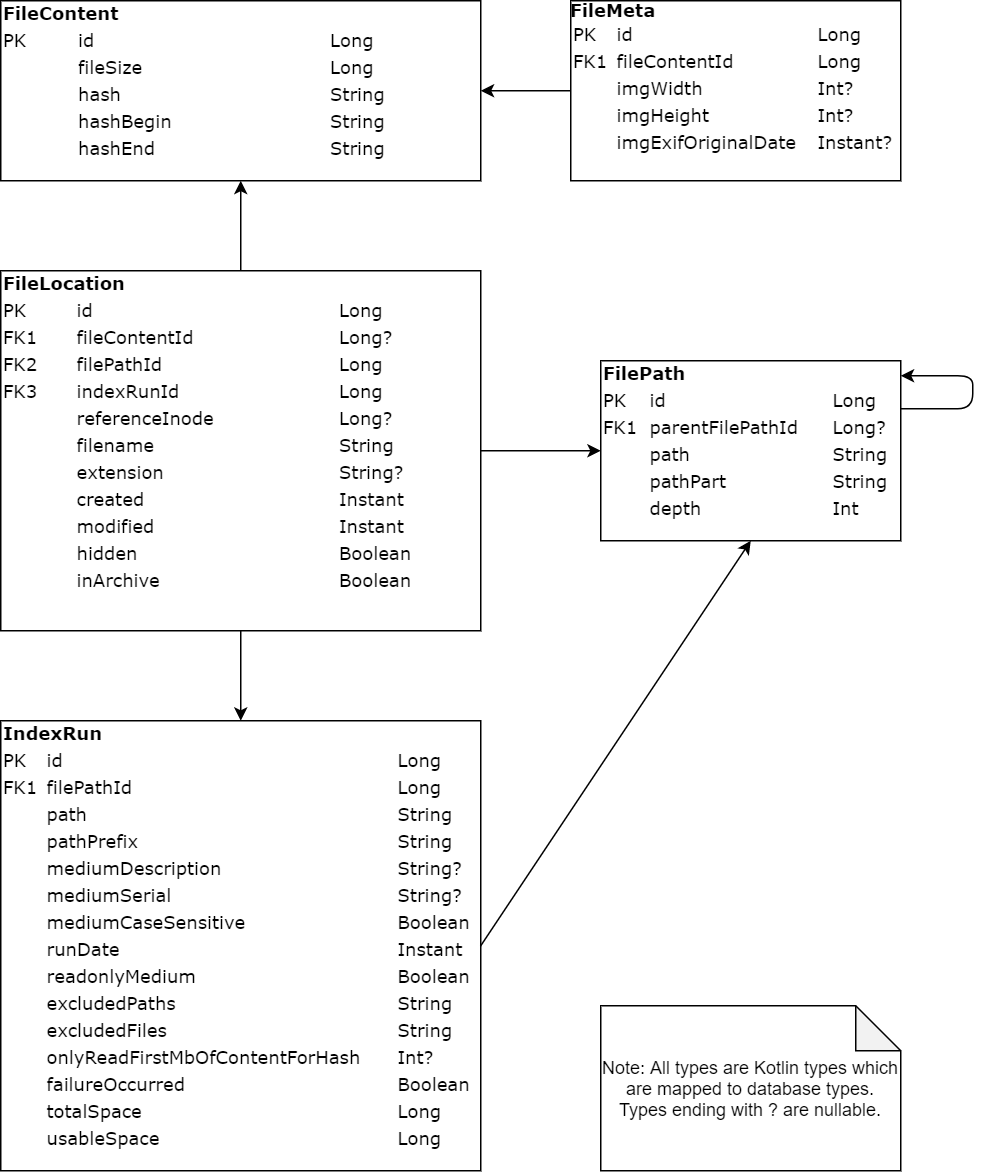 FileContent
PK id Long
fileSize Long
hash String
hashBegin String
hashEnd String
FileMeta
PK id Long
FK1 fileContentId Long
imgWidth Int?
imgHeight Int?
imgExifOriginalDate Instant?
FileLocation
PK id Long
FK1 fileContentId Long?
FK2 filePathId Long
FK3 indexRunId Long
referenceInode Long?
filename String
extension String?
created Instant
modified Instant
hidden Boolean
inArchive Boolean
FilePath
PK id Long
FK1 parentFilePathId Long?
path String
pathPart String
depth Int
IndexRun
PK id Long
FK1 filePathId Long
path String
pathPrefix String
mediumDescription String?
mediumSerial String?
mediumCaseSensitive Boolean
runDate Instant
readonlyMedium Boolean
excludedPaths String
excludedFiles String
onlyReadFirstMbOfContentForHash Int?
failureOccurred Boolean
totalSpace Long
usableSpace Long
Note: All types are Kotlin types which
are mapped to database types.
Types ending with ? are nullable.